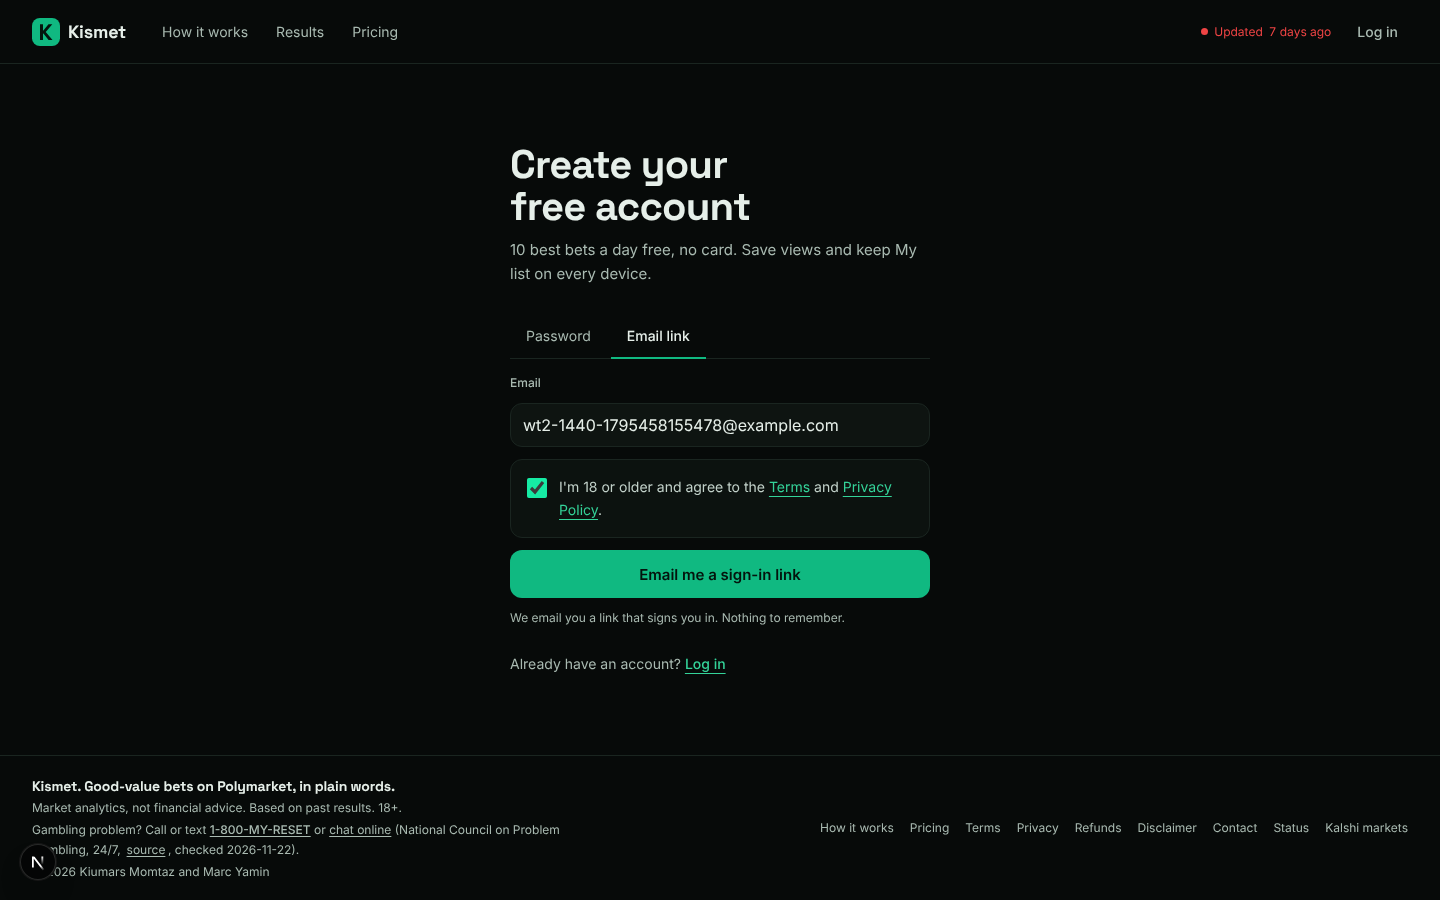 K Kismet How it works Results Pricing Updated 7 days ago Log in
Create your
free account
10 best bets a day free, no card. Save views and keep My
list on every device.
Password Email link
Email
wt2-1440-1795458155478@example.com
I'm 18 or older and agree to the Terms and Privacy
Policy.
Email me a sign-in link
We email you a link that signs you in. Nothing to remember.
Already have an account? Log in
Kismet. Good-value bets on Polymarket, in plain words.
Market analytics, not financial advice. Based on past results. 18+.
Gambling problem? Call or text 1-800-MY-RESET or chat online (National Council on Problem
mbling, 24/7, source , checked 2026-11-22).
N
026 Kiumars Momtaz and Marc Yamin
How it works Pricing Terms Privacy Refunds Disclaimer Contact Status Kalshi markets